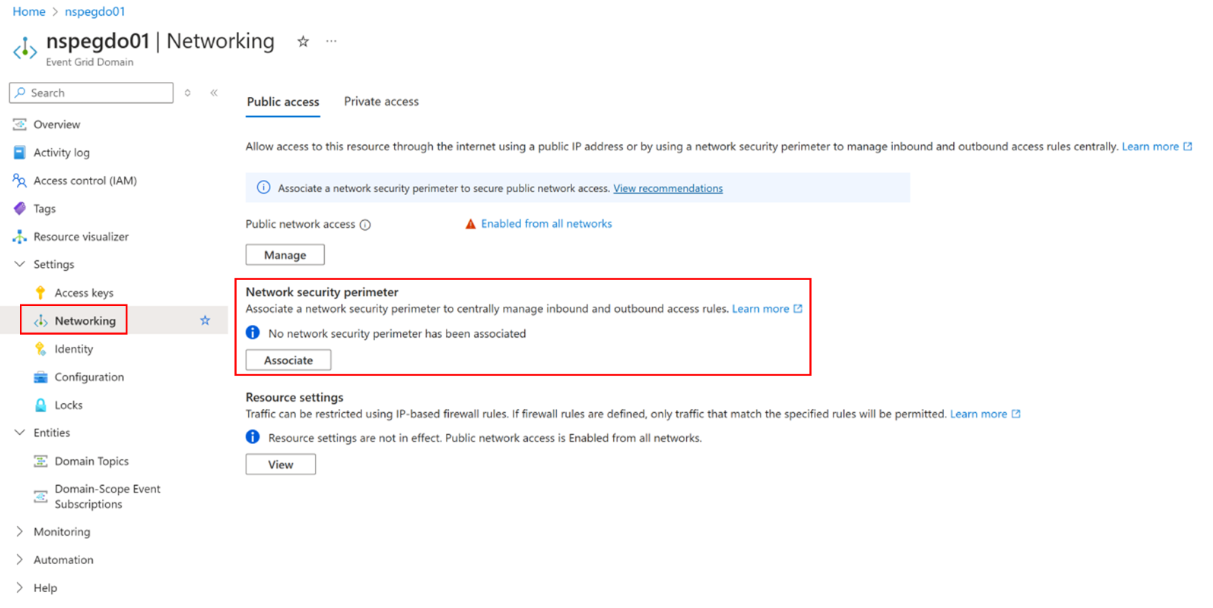 Home > nspegdo01
nspegdo01 | Networking
Event Grid Domain
Search
Overview
Activity log
Access control (IAM)
Tags
Resource visualizer
Settings
Access keys
Networking
Identity
Configuration
Locks
Entities
Domain Topics
Domain-Scope Event
Subscriptions
Monitoring
Automation
Help
Public access Private access
Allow access to this resource through the internet using a public IP address or by using a network security perimeter to manage inbound and outbound access rules centrally. Learn more
Associate a network security perimeter to secure public network access. View recommendations
Public network access Enabled from all networks
Manage
Network security perimeter
Associate a network security perimeter to centrally manage inbound and outbound access rules. Learn more
No network security perimeter has been associated
Associate
Resource settings
Traffic can be restricted using IP-based firewall rules. If firewall rules are defined, only traffic that match the specified rules will be permitted. Learn more
Resource settings are not in effect. Public network access is Enabled from all networks.
View